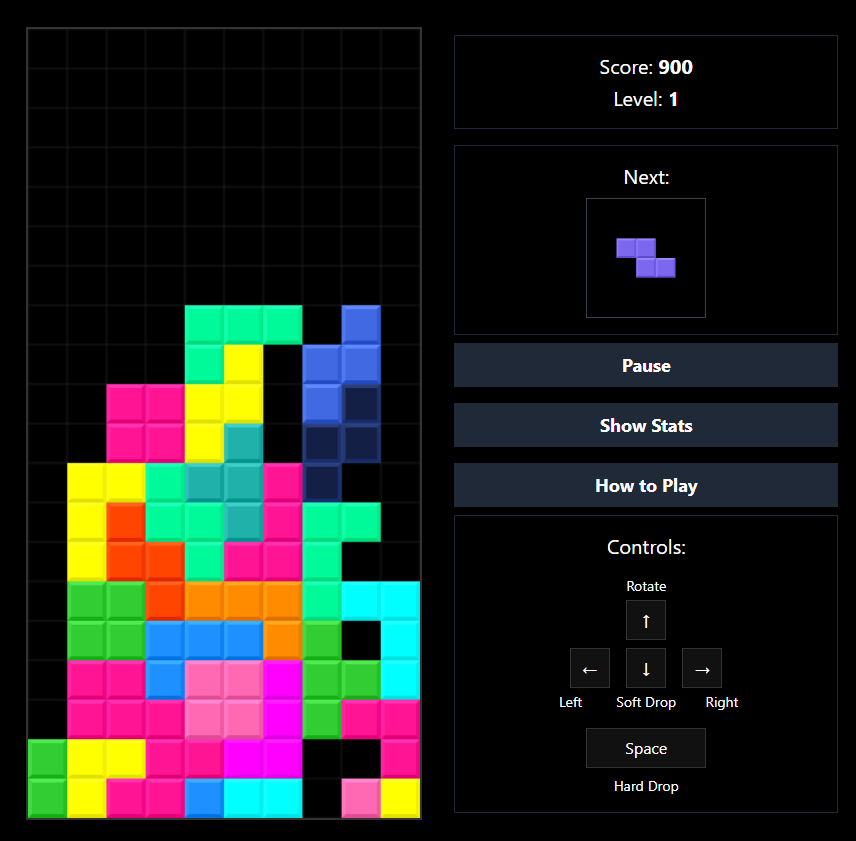 Score: 900
Level: 1
Next:
Pause
Show Stats
How to Play
Controls:
Rotate
↑
← ↓ →
Left Soft Drop Right
Space
Hard Drop